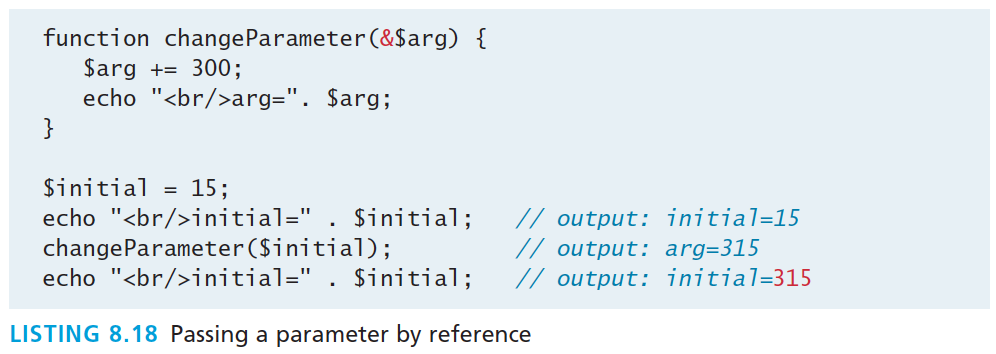 function changeParameter(&$arg) {
$arg += 300;
echo "<br/>arg=". $arg;
}
$initial = 15;
echo "<br/>initial=" . $initial; // output: initial=15
changeParameter($initial); // output: arg=315
echo "<br/>initial=" . $initial; // output: initial=315
LISTING 8.18 Passing a parameter by reference